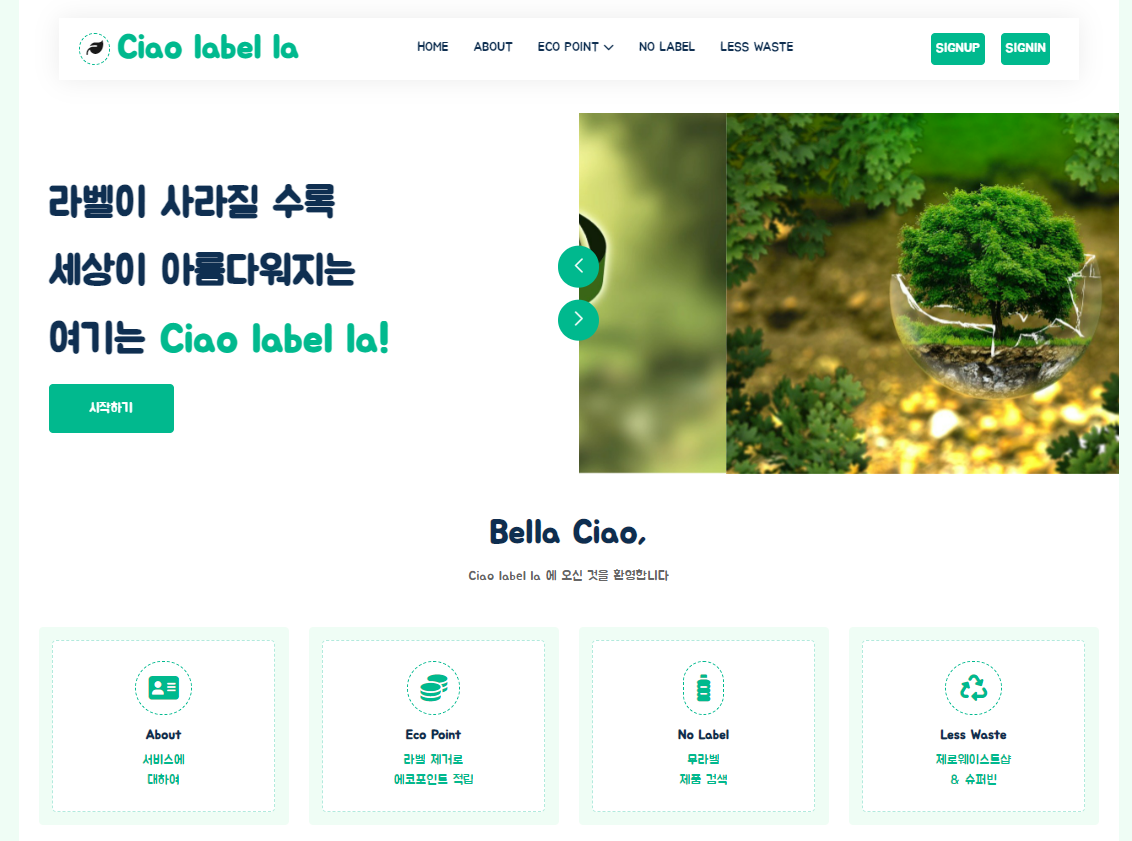 Ciao label la
HOME ABOUT ECO POINT NO LABEL LESS WASTE
SIGNUP SIGNIN
라벨이 사라질 수록
세상이 아름다워지는
여기는 Ciao label la!
시작하기
Bella Ciao,
Ciao label la 에 오신 것을 환영합니다
About
서비스에
대하여
Eco Point
라벨 제거로
에코포인트 적립
No Label
무라벨
제품 검색
Less Waste
제로웨이스트샵
& 슈퍼빈